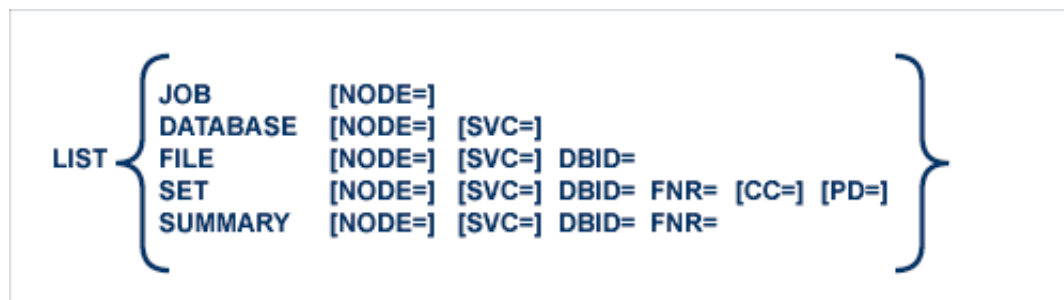 JOB [NODE=]
DATABASE [NODE=] [SVC=]
LIST FILE [NODE=] [SVC=] DBID=
SET [NODE=] [SVC=] DBID= FNR= [CC=] [PD=]
SUMMARY [NODE=] [SVC=] DBID= FNR=